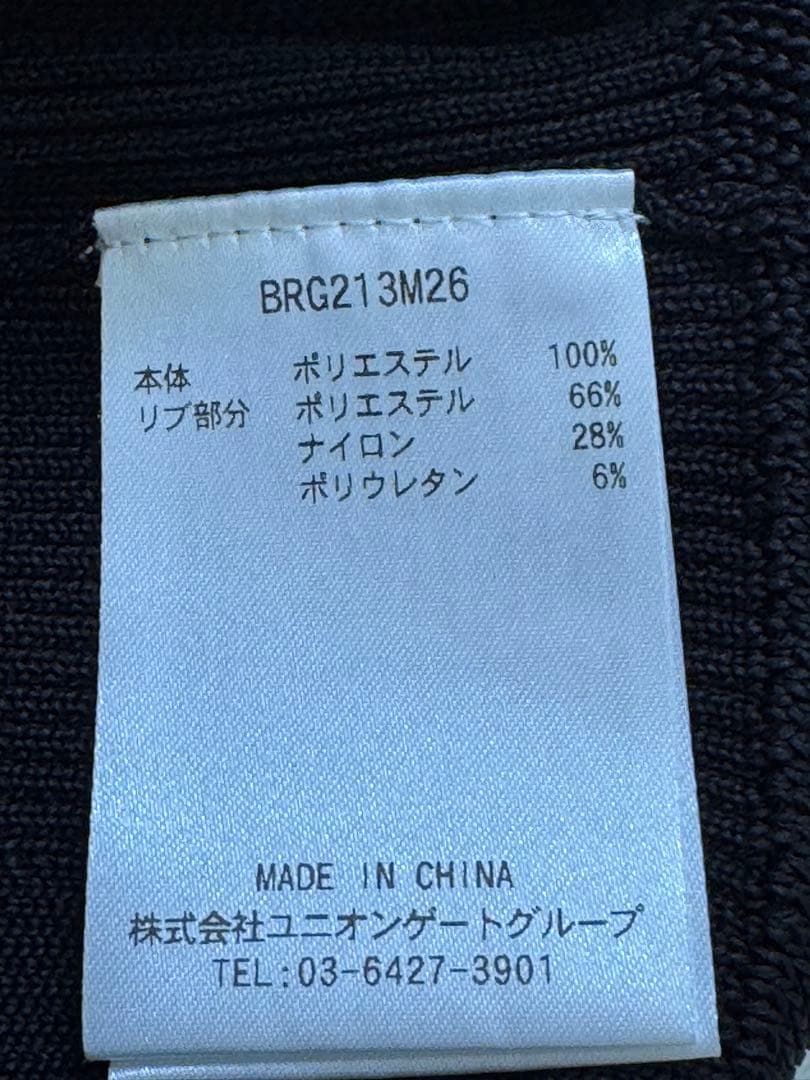 BRG213M26
本体 ポリエステル 100%
リブ部分 ポリエステル 66%
ナイロン 28%
ポリウレタン 6%
MADE IN CHINA
株式会社ユニオンゲートグループ
TEL:03-6427-3901